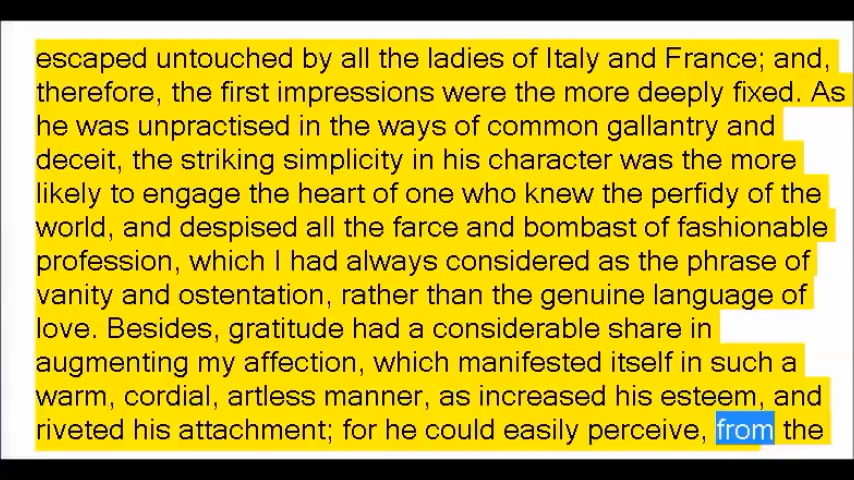 escaped untouched by all the ladies of Italy and France; and,
therefore, the first impressions were the more deeply fixed. As
he was unpractised in the ways of common gallantry and
deceit, the striking simplicity in his character was the more
likely to engage the heart of one who knew the perfidy of the
world, and despised all the farce and bombast of fashionable
profession, which I had always considered as the phrase of
vanity and ostentation, rather than the genuine language of
love. Besides, gratitude had a considerable share in
augmenting my affection, which manifested itself in such a
warm, cordial, artless manner, as increased his esteem, and
riveted his attachment; for he could easily perceive, from the